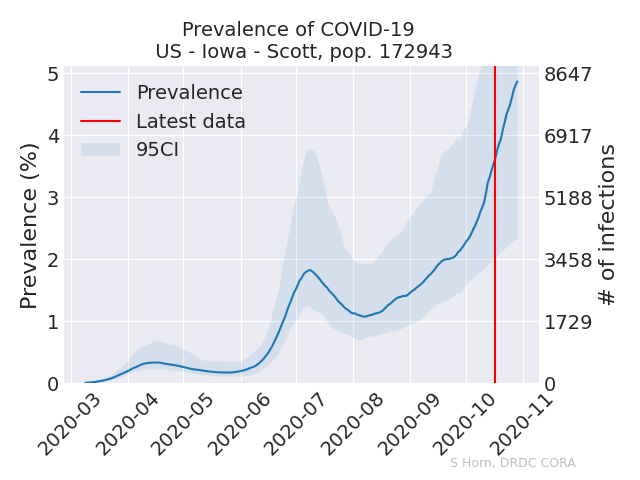 Prevalence of COVID-19
US - Iowa - Scott, pop. 172943
Prevalence (%)
5
4
3
2
1
0
Prevalence
Latest data
95CI
8647
6917
5188
3458
1729
0
# of infections
2020-03
2020-04
2020-05
2020-06
2020-07
2020-08
2020-09
2020-10
2020-11
S Horn, DRDC CORA